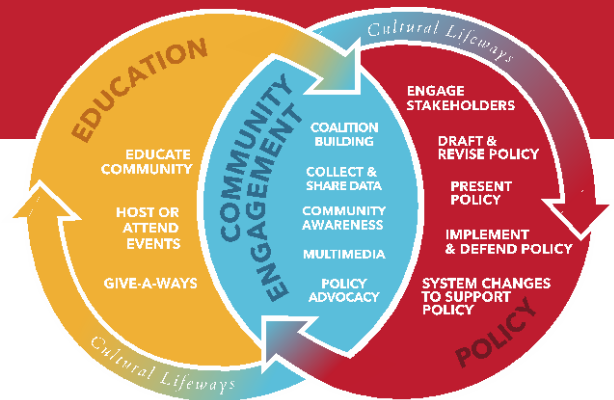 EDUCATION
EDUCATE
COMMUNITY
HOST OR
ATTEND
EVENTS
GIVE-A-WAYS
Cultural Lifeways
COMMUNITY
ENGAGEMENT
COALITION
BUILDING
COLLECT &
SHARE DATA
COMMUNITY
AWARENESS
MULTIMEDIA
POLICY
ADVOCACY
Cultural Lifeways
ENGAGE
STAKEHOLDERS
DRAFT &
REVISE POLICY
PRESENT
POLICY
IMPLEMENT
& DEFEND POLICY
SYSTEM CHANGES
TO SUPPORT
POLICY
POLICY